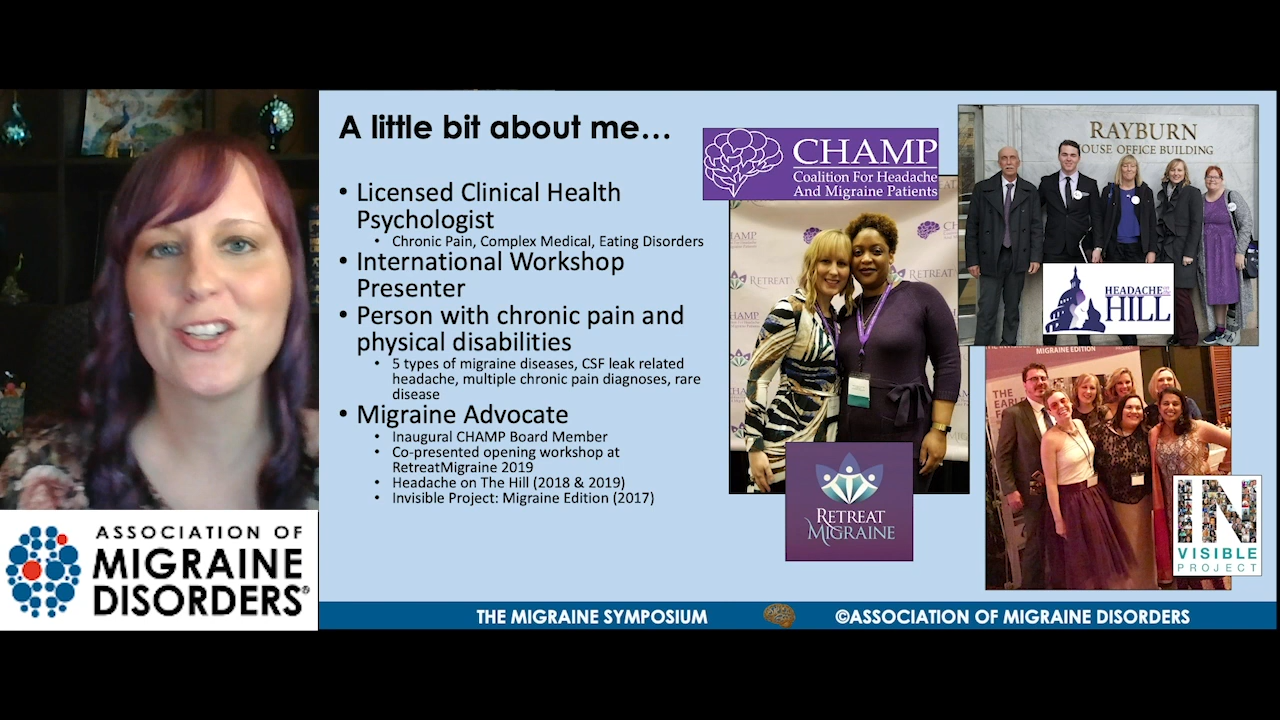 A little bit about me…
• Licensed Clinical Health
Psychologist
• Chronic Pain, Complex Medical, Eating Disorders
• International Workshop
Presenter
• Person with chronic pain and
physical disabilities
• 5 types of migraine diseases, CSF leak related
headache, multiple chronic pain diagnoses, rare
disease
• Migraine Advocate
• Inaugural CHAMP Board Member
• Co-presented opening workshop at
RetreatMigraine 2019
• Headache on The Hill (2018 & 2019)
• Invisible Project: Migraine Edition (2017)
CHAMP
Coalition For Headache
And Migraine Patients
RETREAT
RETREAT
CHAMP
RETREAT
MIGRAINE
RAYBURN
HOUSE OFFICE BUILDING
HEADACHE on the
HILL
MIGRAINE EDITION
THE
IN
VISIBLE
PROJECT
ASSOCIATION OF
MIGRAINE
DISORDERS®
THE MIGRAINE SYMPOSIUM
©ASSOCIATION OF MIGRAINE DISORDERS